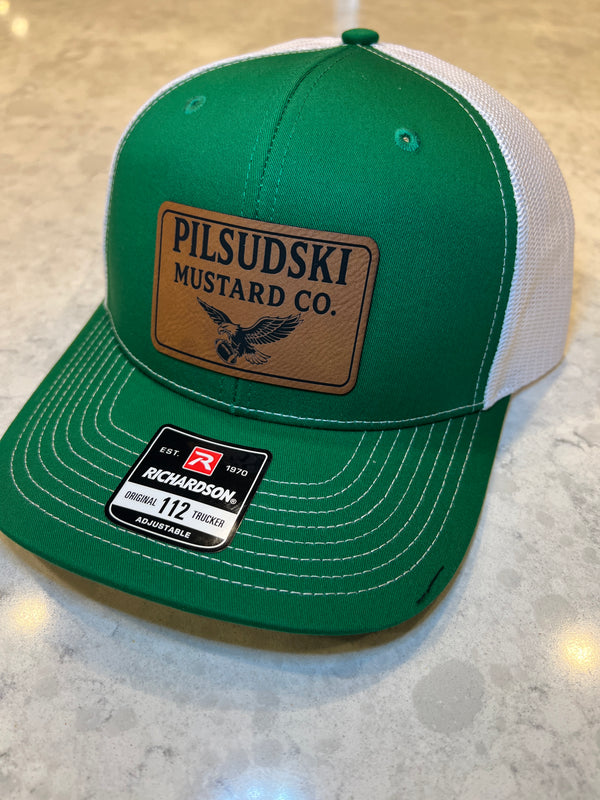 PILSUDSKI
MUSTARD CO.
EST. R 1970
RICHARDSON®
ORIGINAL 112 TRUCKER
ADJUSTABLE